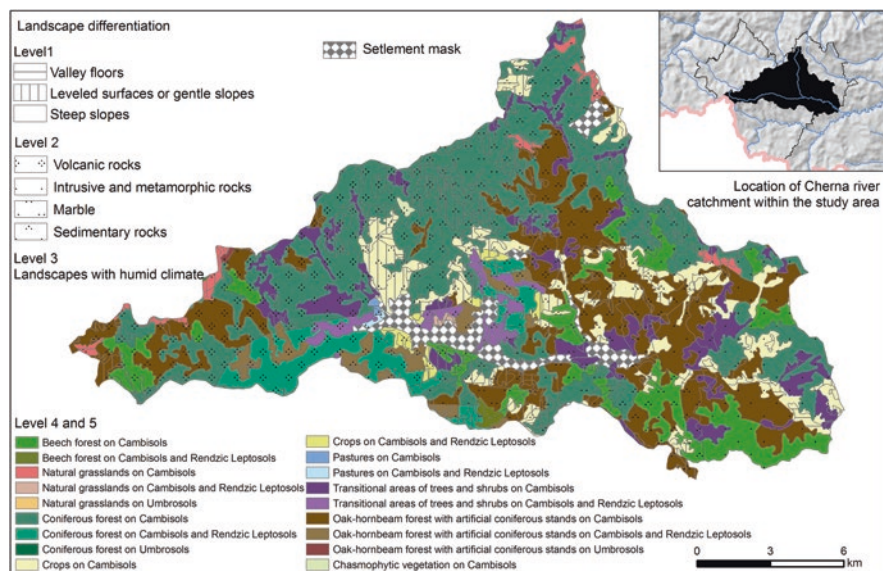 Landscape differentiation
Level1
Valley floors
Leveled surfaces or gentle slopes
Steep slopes
Setlement mask
Level 2
Volcanic rocks
Intrusive and metamorphic rocks
Marble
Sedimentary rocks
Level 3
Landscapes with humid climate
Location of Cherna river
catchment within the study area
Level 4 and 5
Beech forest on Cambisols
Beech forest on Cambisols and Rendzic Leptosols
Natural grasslands on Cambisols
Natural grasslands on Cambisols and Rendzic Leptosols
Natural grasslands on Umbrosols
Coniferous forest on Cambisols
Coniferous forest on Cambisols and Rendzic Leptosols
Coniferous forest on Umbrosols
Crops on Cambisols
Crops on Cambisols and Rendzic Leptosols
Pastures on Cambisols
Pastures on Cambisols and Rendzic Leptosols
Transitional areas of trees and shrubs on Cambisols
Transitional areas of trees and shrubs on Cambisols and Rendzic Leptosols
Oak-hornbeam forest with artificial coniferous stands on Cambisols
Oak-hornbeam forest with artificial coniferous stands on Cambisols and Rendzic Leptosols
Oak-hornbeam forest with artificial coniferous stands on Umbrosols
Chasmophytic vegetation on Cambisols
0 3 6
km